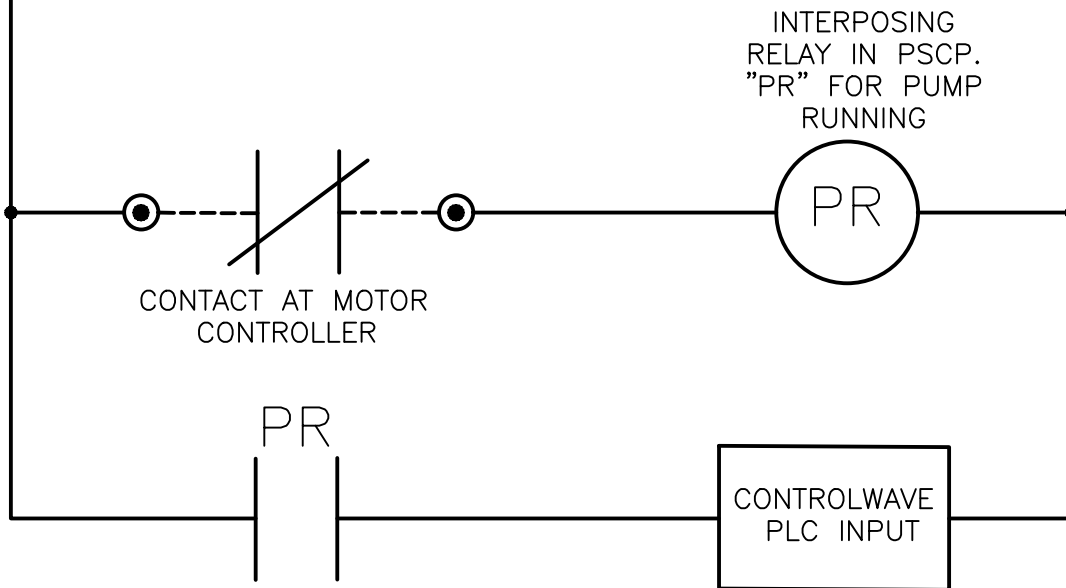 INTERPOSING
RELAY IN PSCP.
"PR" FOR PUMP
RUNNING
PR
CONTACT AT MOTOR
CONTROLLER
PR
CONTROLWAVE
PLC INPUT